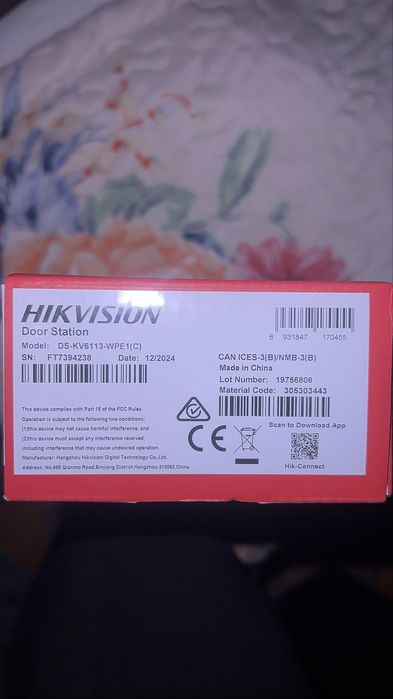 HIKVISION
Door Station
Model: DS-KV6113-WPE1(C)
SN: FT7394238 Date: 12/2024
This device complies with Part 15 of the FCC Rules.
Operation is subject to the following two conditions:
(1)this device may not cause harmful interference, and
(2)this device must accept any interference received,
including interference that may cause undesired operation.
Manufacturer: Hangzhou Hikvision Digital Technology Co.,Ltd.
Address: No.555 Qianmo Road,Binjiang District,Hangzhou 310052,China
6 931847 170455
CAN ICES-3(B)/NMB-3(B)
Made in China
Lot Number: 19756806
Material Code: 305303443
CE
Scan to Download App
Hik-Connect